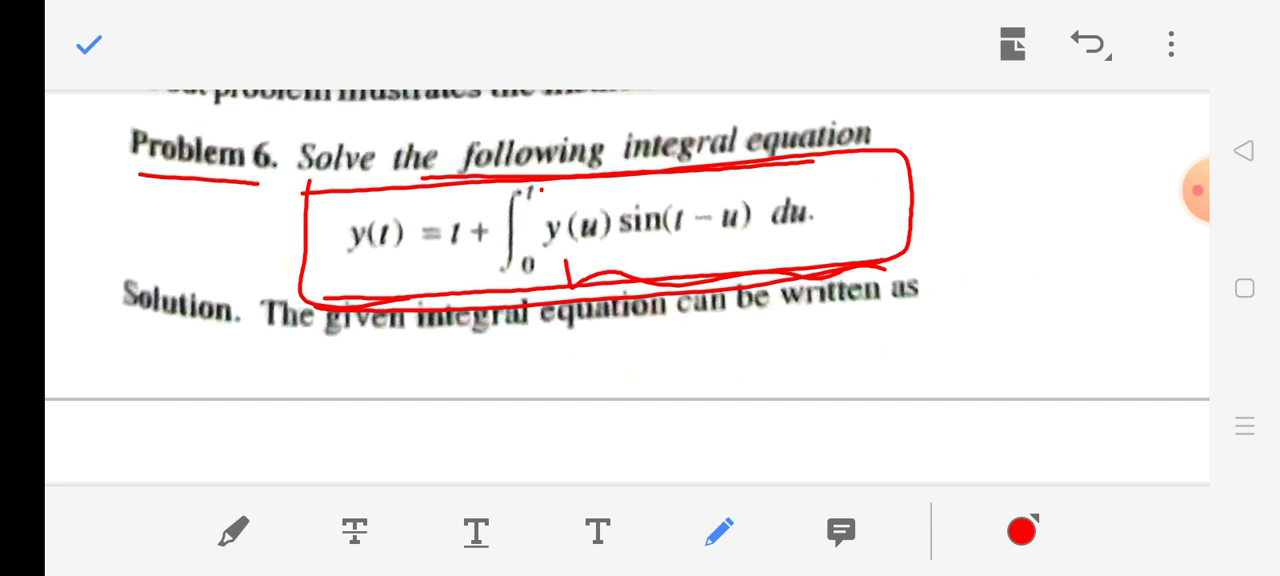 Problem 6. Solve the following integral equation
y(t) = t + ∫₀ᵗ y (u) sin(t − u) du.
Solution. The given integral equation can be written as
T T T